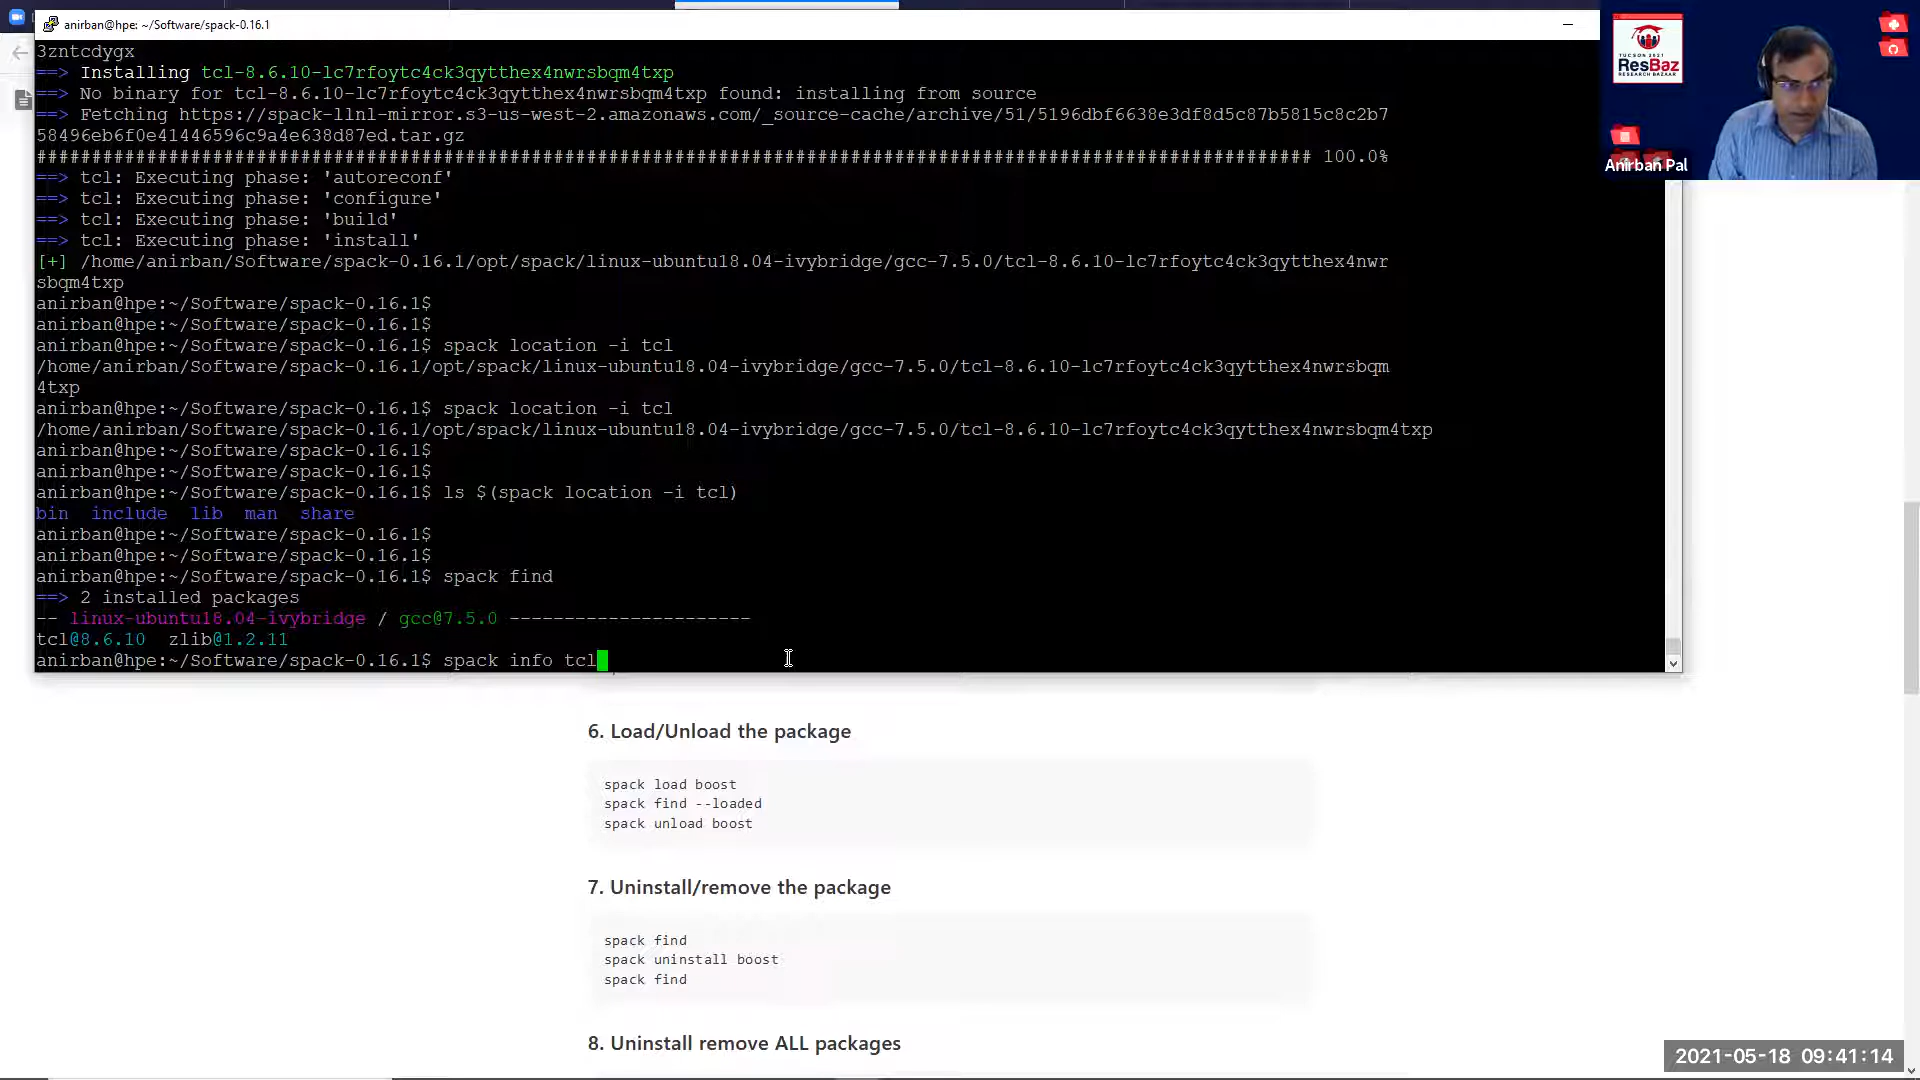 anirban@hpe: ~/Software/spack-0.16.1
3zntcdygx
==> Installing tcl-8.6.10-lc7rfoytc4ck3qytthex4nwrsbqm4txp
==> No binary for tcl-8.6.10-lc7rfoytc4ck3qytthex4nwrsbqm4txp found: installing from source
==> Fetching https://spack-llnl-mirror.s3-us-west-2.amazonaws.com/_source-cache/archive/51/5196dbf6638e3df8d5c87b5815c8c2b7
58496eb6f0e41446596c9a4e638d87ed.tar.gz
#################################################################################################################### 100.0%
==> tcl: Executing phase: 'autoreconf'
==> tcl: Executing phase: 'configure'
==> tcl: Executing phase: 'build'
==> tcl: Executing phase: 'install'
[+] /home/anirban/Software/spack-0.16.1/opt/spack/linux-ubuntu18.04-ivybridge/gcc-7.5.0/tcl-8.6.10-lc7rfoytc4ck3qytthex4nwr
sbqm4txp
anirban@hpe:~/Software/spack-0.16.1$
anirban@hpe:~/Software/spack-0.16.1$
anirban@hpe:~/Software/spack-0.16.1$ spack location -i tcl
/home/anirban/Software/spack-0.16.1/opt/spack/linux-ubuntu18.04-ivybridge/gcc-7.5.0/tcl-8.6.10-lc7rfoytc4ck3qytthex4nwrsbqm
4txp
anirban@hpe:~/Software/spack-0.16.1$ spack location -i tcl
/home/anirban/Software/spack-0.16.1/opt/spack/linux-ubuntu18.04-ivybridge/gcc-7.5.0/tcl-8.6.10-lc7rfoytc4ck3qytthex4nwrsbqm4txp
anirban@hpe:~/Software/spack-0.16.1$
anirban@hpe:~/Software/spack-0.16.1$
anirban@hpe:~/Software/spack-0.16.1$ ls $(spack location -i tcl)
bin include lib man share
anirban@hpe:~/Software/spack-0.16.1$
anirban@hpe:~/Software/spack-0.16.1$
anirban@hpe:~/Software/spack-0.16.1$ spack find
==> 2 installed packages
-- linux-ubuntu18.04-ivybridge / gcc@7.5.0 ----------------------
tcl@8.6.10 zlib@1.2.11
anirban@hpe:~/Software/spack-0.16.1$ spack info tcl
6. Load/Unload the package
spack load boost
spack find --loaded
spack unload boost
7. Uninstall/remove the package
spack find
spack uninstall boost
spack find
8. Uninstall remove ALL packages
TUCSON 2021
ResBaz
RESEARCH BAZAAR
Anirban Pal
2021-05-18 09:41:14